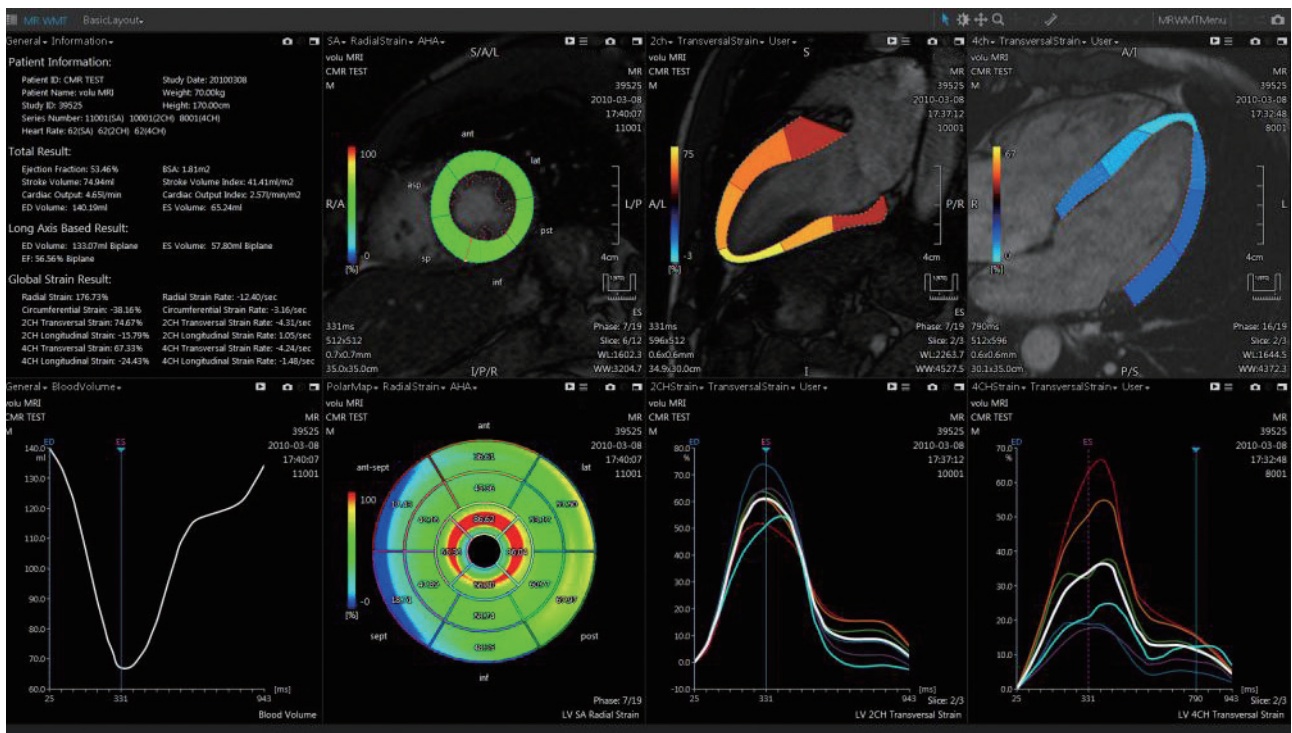 MR WMT BasicLayout
MRWMTMenu
General Information
Patient Information:
Patient ID: CMR TEST Study Date: 20100308
Patient Name: volu MRI Weight: 70.00kg
Study ID: 39525 Height: 170.00cm
Series Number: 11001(SA) 10001(2CH) 8001(4CH)
Heart Rate: 62(SA) 62(2CH) 62(4CH)
Total Result:
Ejection Fraction: 53.46% BSA: 1.81m2
Stroke Volume: 74.94ml Stroke Volume Index: 41.41ml/m2
Cardiac Output: 4.65l/min Cardiac Output Index: 2.57l/min/m2
ED Volume: 140.19ml ES Volume: 65.24ml
Long Axis Based Result:
ED Volume: 133.07ml Biplane ES Volume: 57.80ml Biplane
EF: 56.56% Biplane
Global Strain Result:
Radial Strain: 176.73% Radial Strain Rate: -12.40/sec
Circumferential Strain: -38.16% Circumferential Strain Rate: -3.16/sec
2CH Transversal Strain: 74.67% 2CH Transversal Strain Rate: -4.31/sec
2CH Longitudinal Strain: -15.79% 2CH Longitudinal Strain Rate: 1.05/sec
4CH Transversal Strain: 67.33% 4CH Transversal Strain Rate: -4.24/sec
4CH Longitudinal Strain: -24.43% 4CH Longitudinal Strain Rate: -1.48/sec
SA RadialStrain AHA
S/A/L
volu MRI
CMR TEST MR
M 39525
2010-03-08
17:40:07
11001
100
ant
lat
asp
R/A
L/P
pst
-0
[%]
sp
inf
4cm
ES
331ms Phase: 7/19
512x512 Slice: 6/12
0.7x0.7mm WL:1602.3
35.0x35.0cm I/P/R WW:3204.7
2ch TransversalStrain User
S
volu MRI
CMR TEST MR
M 39525
2010-03-08
17:37:12
10001
75
A/L
P/R
-3
[%]
4cm
ES
331ms Phase: 7/19
596x512 Slice: 2/3
0.6x0.6mm WL:2263.7
34.9x30.0cm I WW:4527.5
4ch TransversalStrain User
A/I
volu MRI
CMR TEST MR
M 39525
2010-03-08
17:32:48
8001
67
R
L
0
[%]
4cm
790ms Phase: 16/19
512x596 Slice: 2/3
0.6x0.6mm WL:1644.5
30.1x35.0cm P/S WW:4372.3
General BloodVolume
volu MRI
CMR TEST MR
M 39525
2010-03-08
17:40:07
11001
ED ES
140.0
ml
130.0
120.0
110.0
100.0
90.0
80.0
70.0
60.0
25 331 943
[ms]
Blood Volume
PolarMap RadialStrain AHA
volu MRI
CMR TEST MR
M 39525
2010-03-08
17:40:07
11001
ant
ant-sept
lat
100
-0
[%]
sept
post
inf
Phase: 7/19
LV SA Radial Strain
2CHStrain TransversalStrain User
volu MRI
CMR TEST MR
M 39525
2010-03-08
17:37:12
10001
ED ES
80.0
%
70.0
60.0
50.0
40.0
30.0
20.0
10.0
0.0
-10.0
25 331 943
[ms]
Slice: 2/3
LV 2CH Transversal Strain
4CHStrain TransversalStrain User
volu MRI
CMR TEST MR
M 39525
2010-03-08
17:32:48
8001
ED ES
70.0
%
60.0
50.0
40.0
30.0
20.0
10.0
0.0
25 331 790 943
[ms]
Slice: 2/3
LV 4CH Transversal Strain